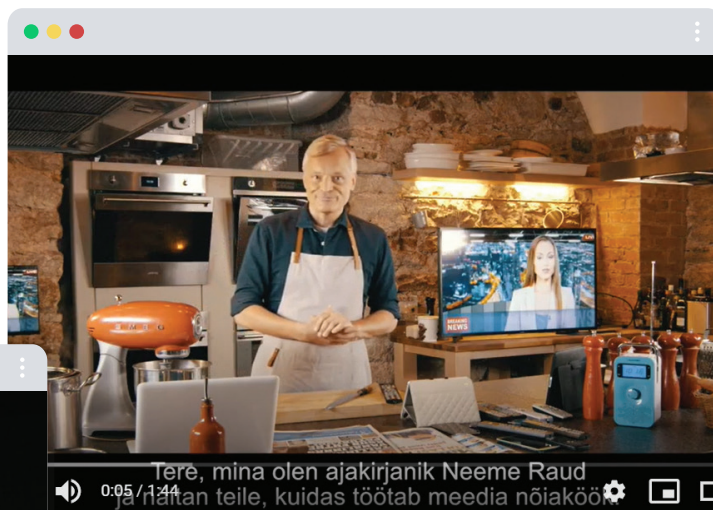 SMEG
BREAKING
NEWS
0:05 / 1:44
Tere, mina olen ajakirjanik Neeme Raud
ja näitan teile, kuidas töötab meedia nõiaköök.